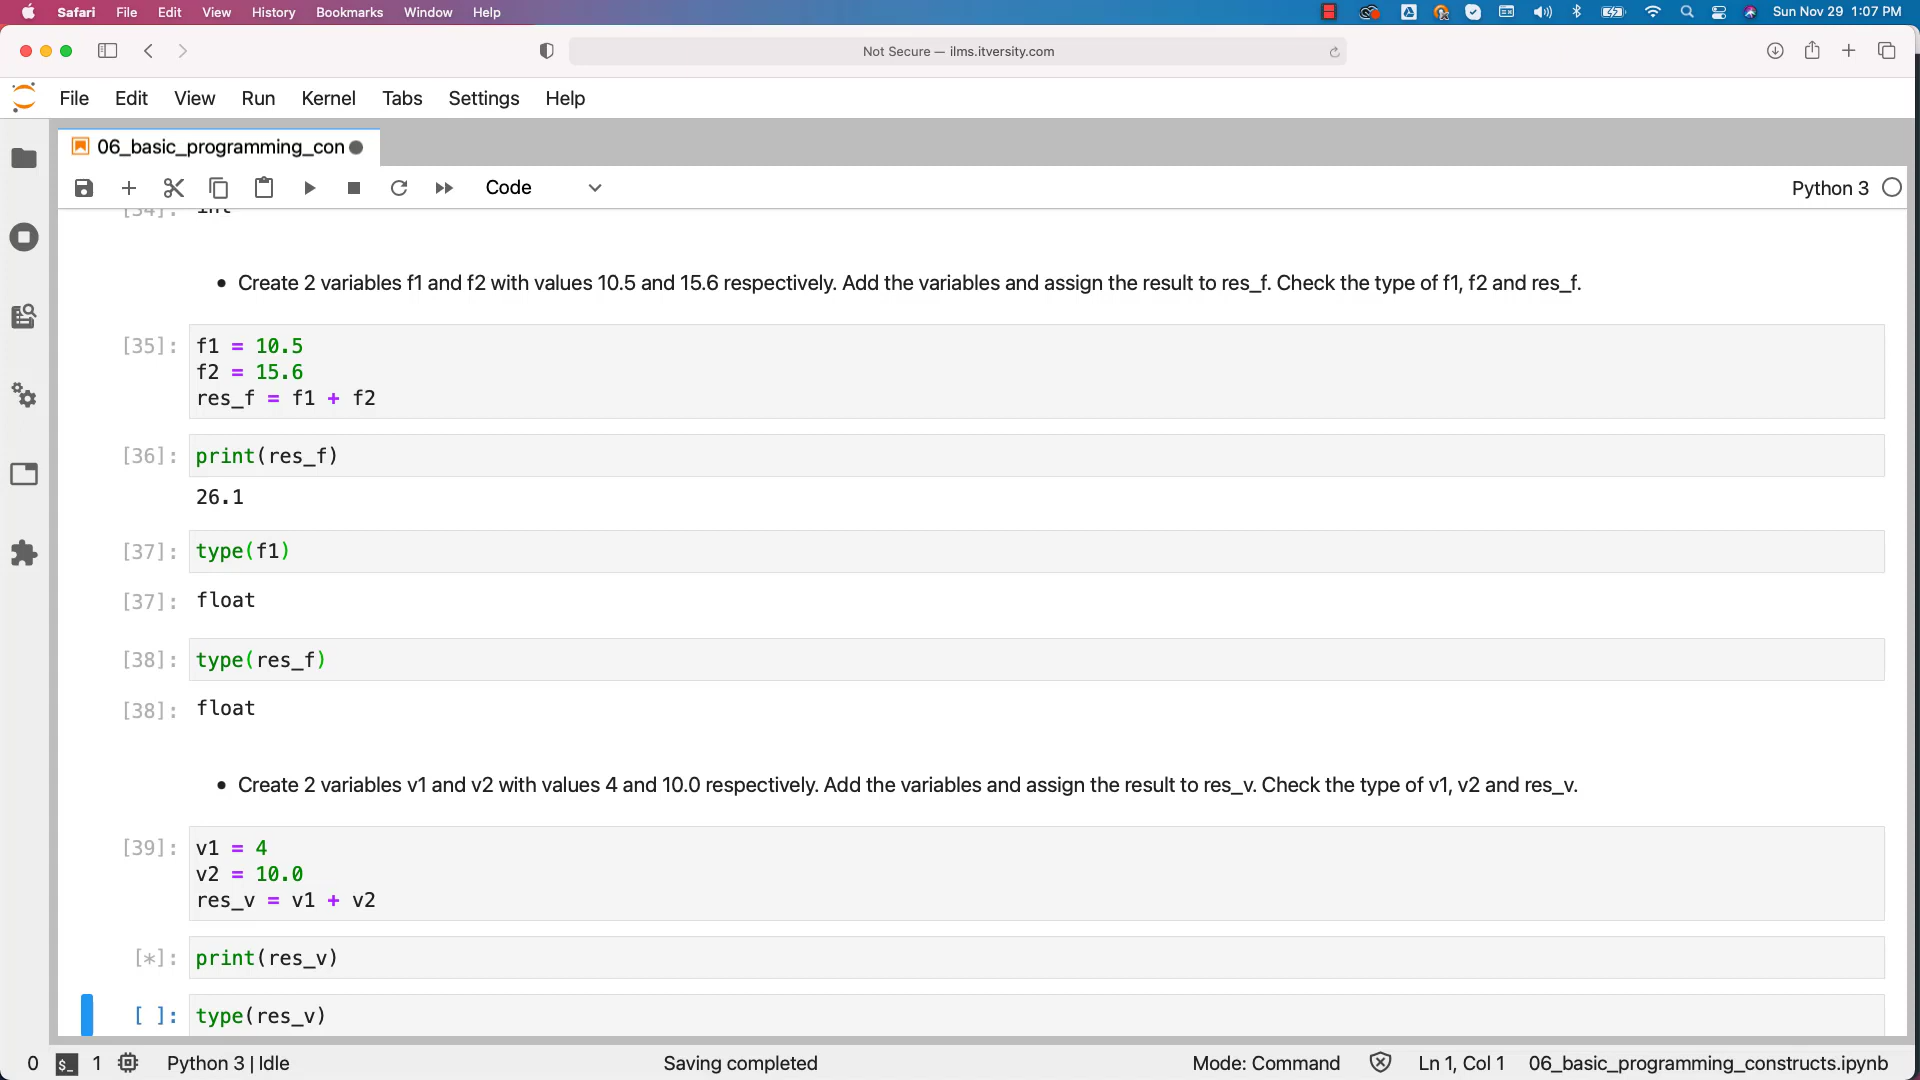 Safari File Edit View History Bookmarks Window Help Sun Nov 29 1:07 PM
Not Secure — ilms.itversity.com
File Edit View Run Kernel Tabs Settings Help
06_basic_programming_con
Code Python 3
[34]: int
• Create 2 variables f1 and f2 with values 10.5 and 15.6 respectively. Add the variables and assign the result to res_f. Check the type of f1, f2 and res_f.
[35]: f1 = 10.5
f2 = 15.6
res_f = f1 + f2
[36]: print(res_f)
26.1
[37]: type(f1)
[37]: float
[38]: type(res_f)
[38]: float
• Create 2 variables v1 and v2 with values 4 and 10.0 respectively. Add the variables and assign the result to res_v. Check the type of v1, v2 and res_v.
[39]: v1 = 4
v2 = 10.0
res_v = v1 + v2
[*]: print(res_v)
[ ]: type(res_v)
0 $_ 1 Python 3 | Idle Saving completed Mode: Command Ln 1, Col 1 06_basic_programming_constructs.ipynb